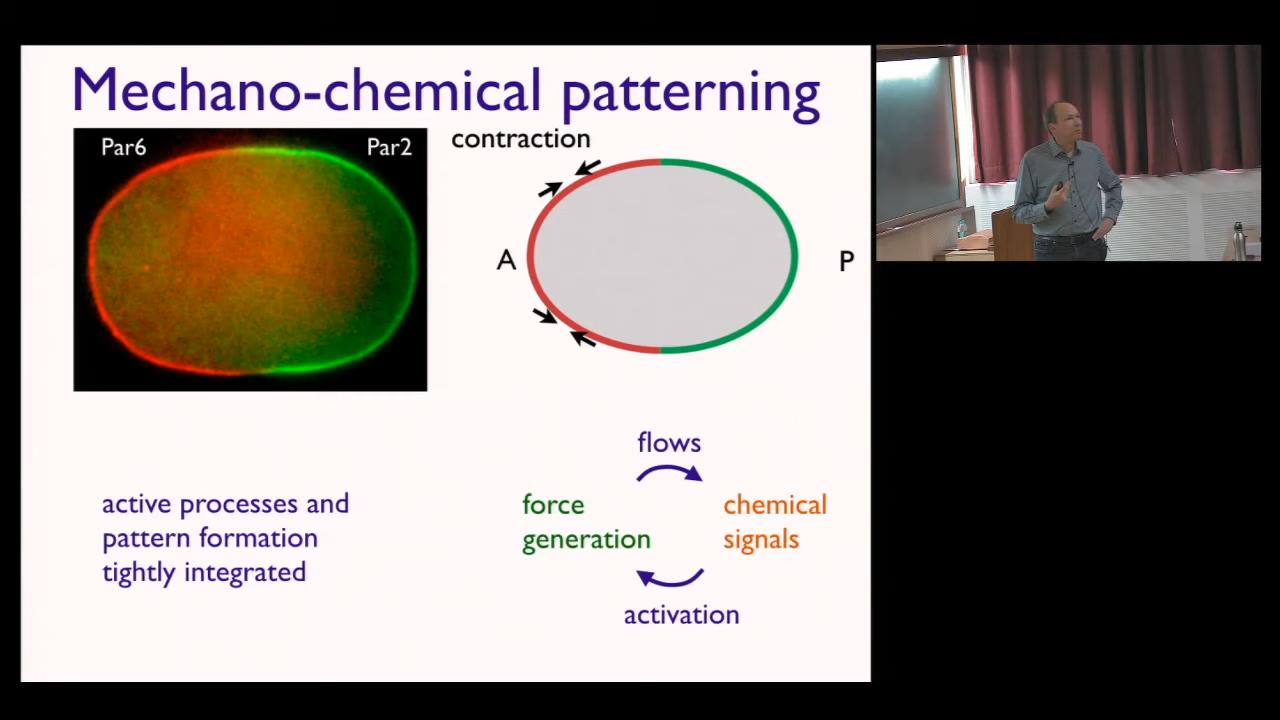 Mechano-chemical patterning
Par6
Par2
contraction
A
P
flows
active processes and
pattern formation
tightly integrated
force
generation
chemical
signals
activation